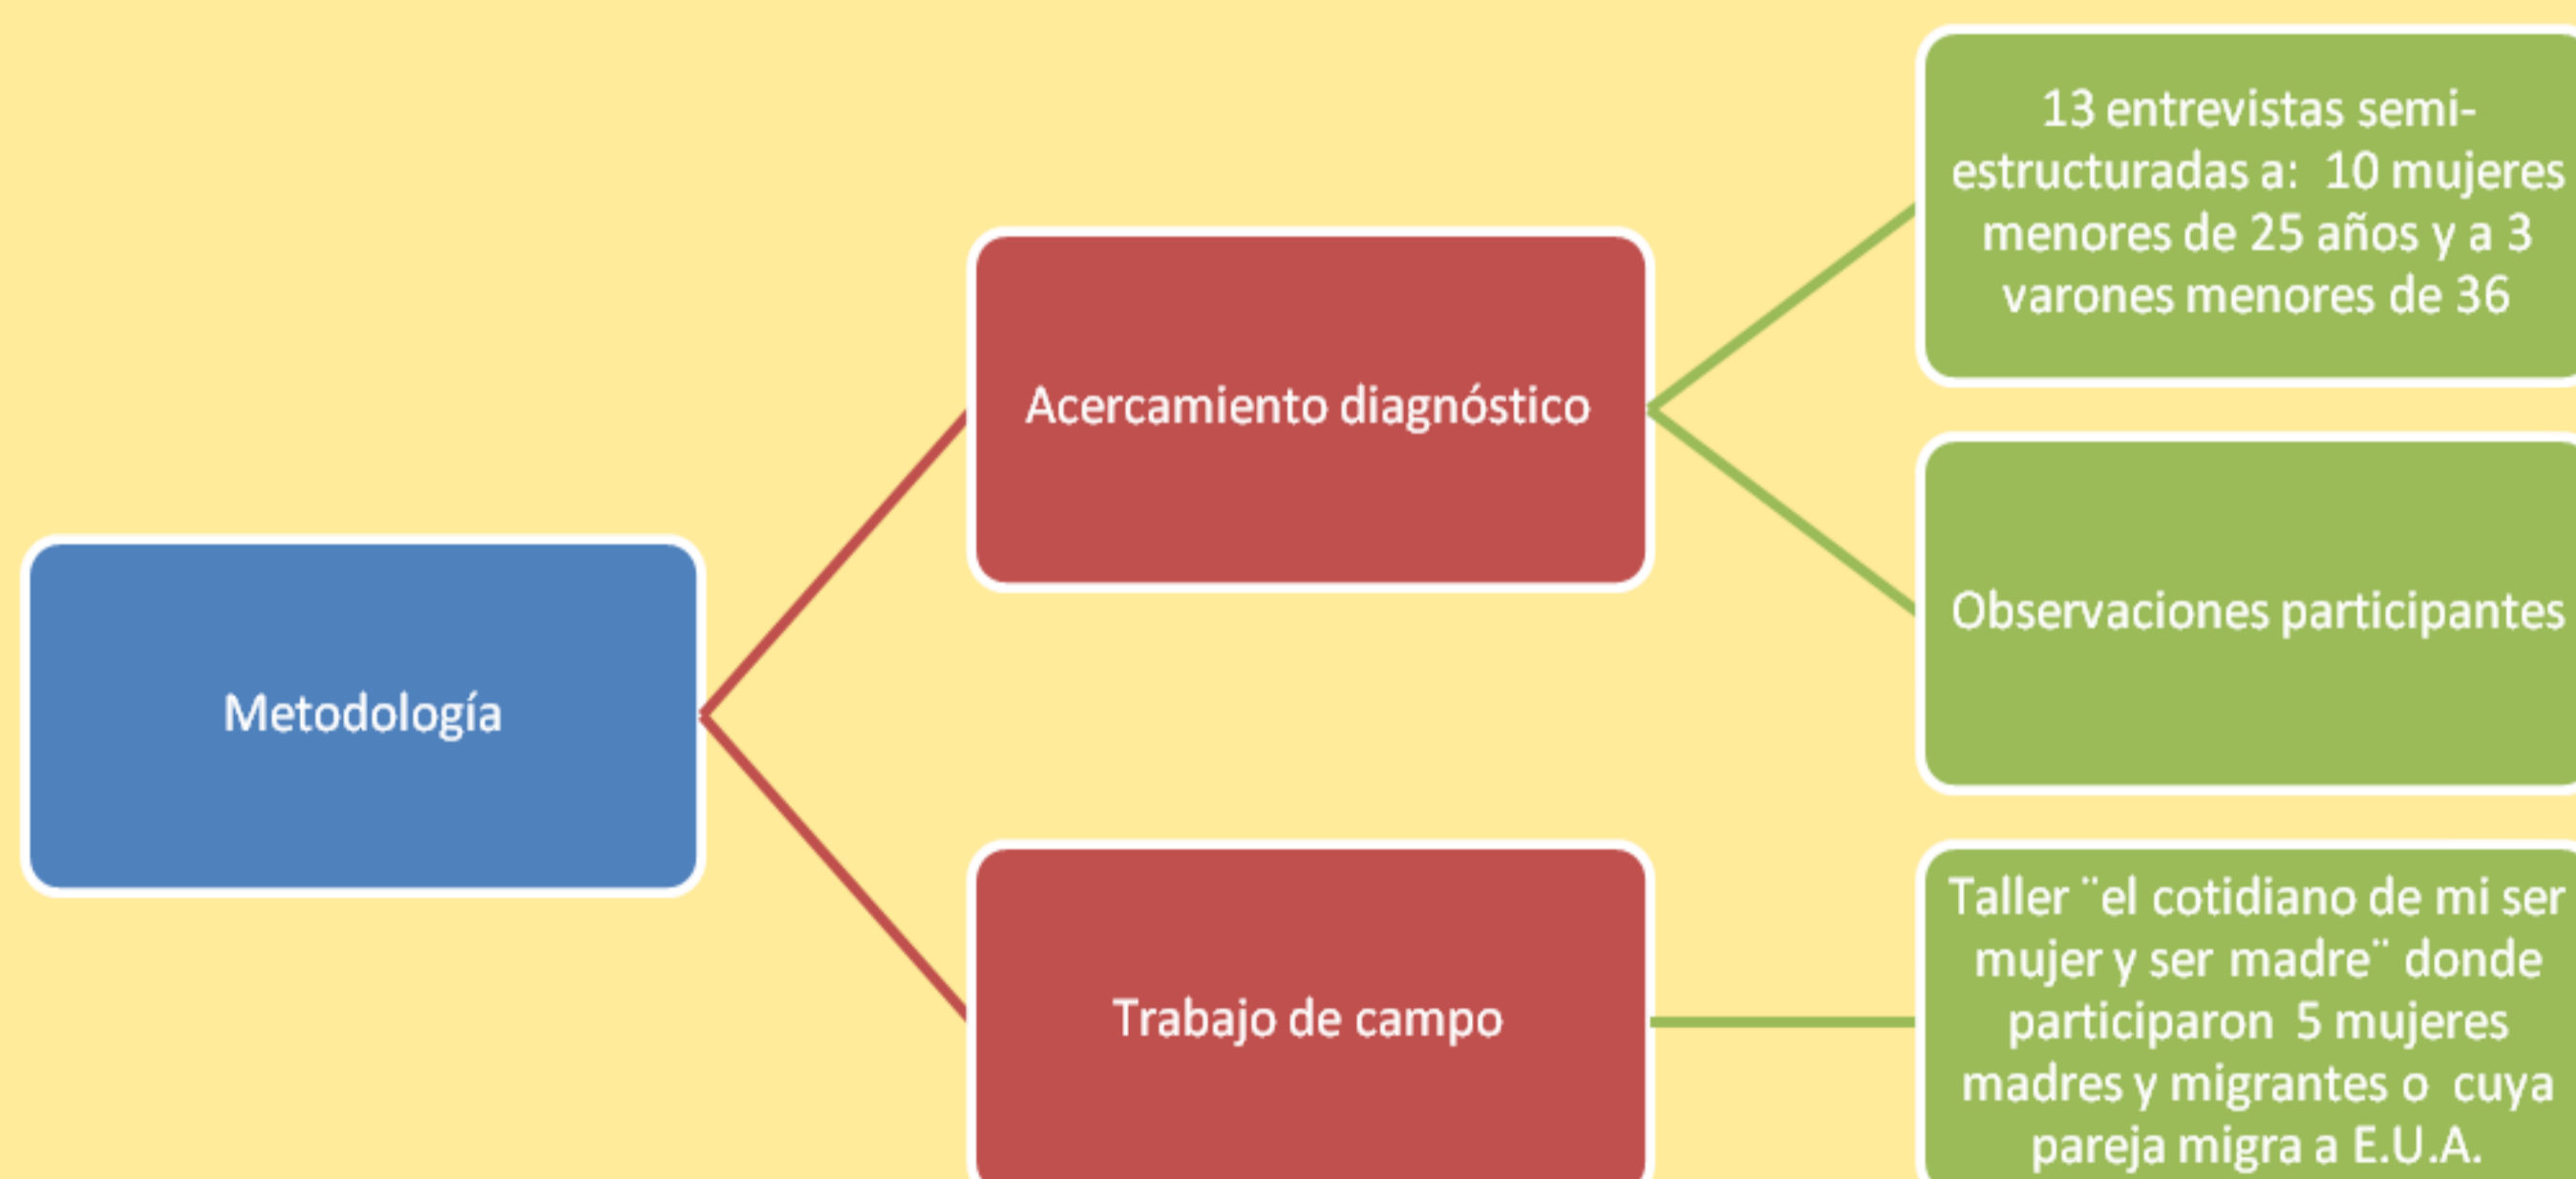 Metodología
Acercamiento diagnóstico
13 entrevistas semi-
estructuradas a:  10 mujeres
menores de 25 años y a 3
varones menores de 36
Observaciones participantes
Trabajo de campo
Taller ¨el cotidiano de mi ser
mujer y ser madre¨ donde
participaron  5 mujeres
madres y migrantes o  cuya
pareja migra a E.U.A.